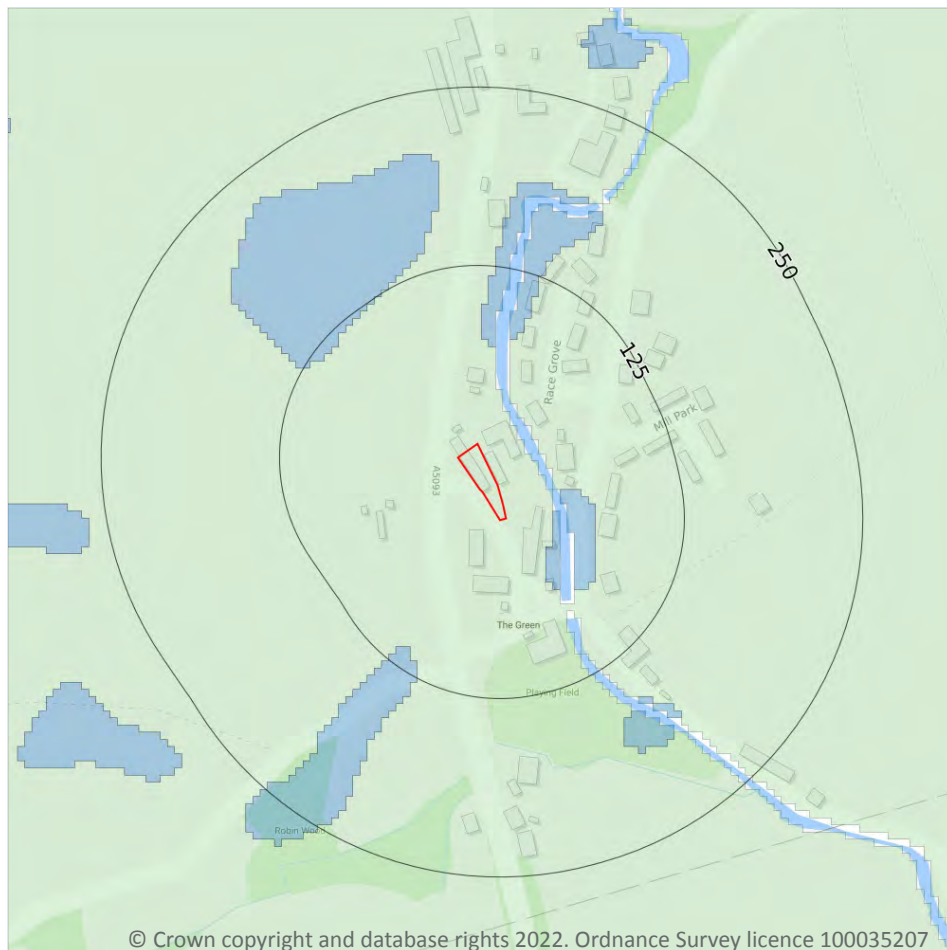 250
125
Race Grove
Mill Park
A5093
The Green
Playing Field
Robin Wood
© Crown copyright and database rights 2022. Ordnance Survey licence 100035207